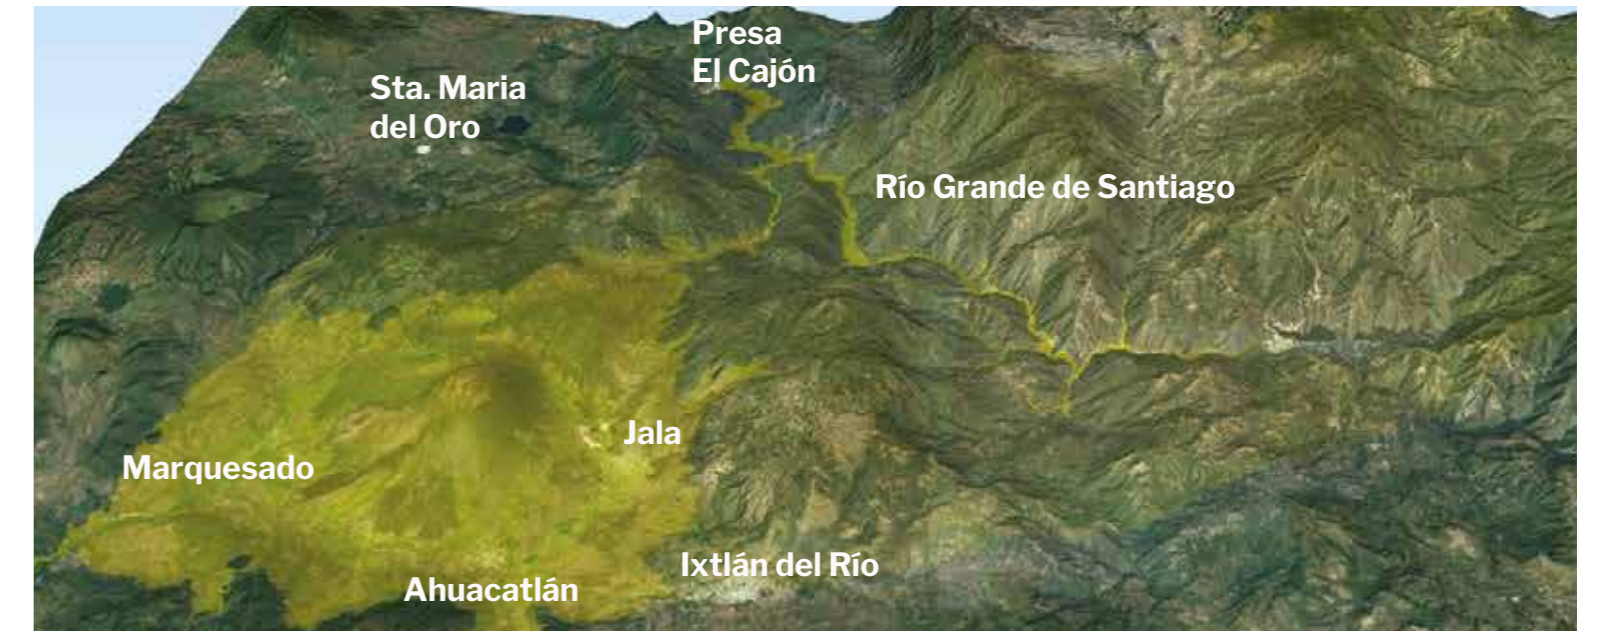 Presa
El Cajón
Sta. Maria
del Oro
Río Grande de Santiago
Jala
Marquesado
Ixtlán del Río
Ahuacatlán